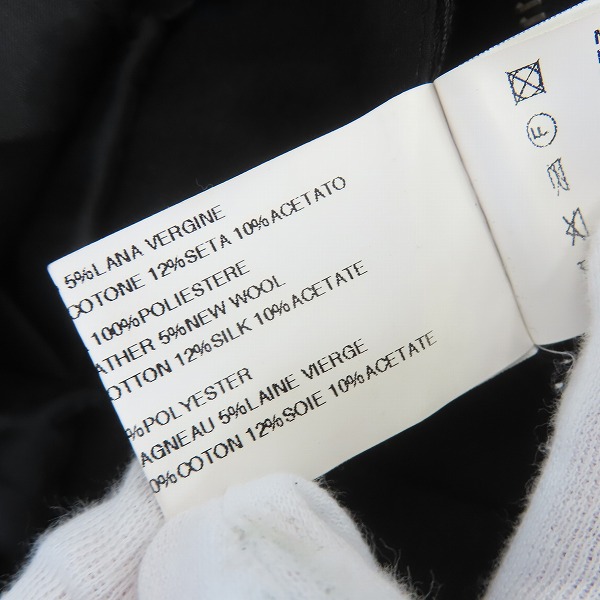 5%LANA VERGINE
COTONE 12%SETA 10%ACETATO
100%POLIESTERE
ATHER 5%NEW WOOL
OTTON 12%SILK 10%ACETATE
%POLYESTER
AGNEAU 5%LAINE VIERGE
0%COTON 12%SOIE 10%ACETATE
F